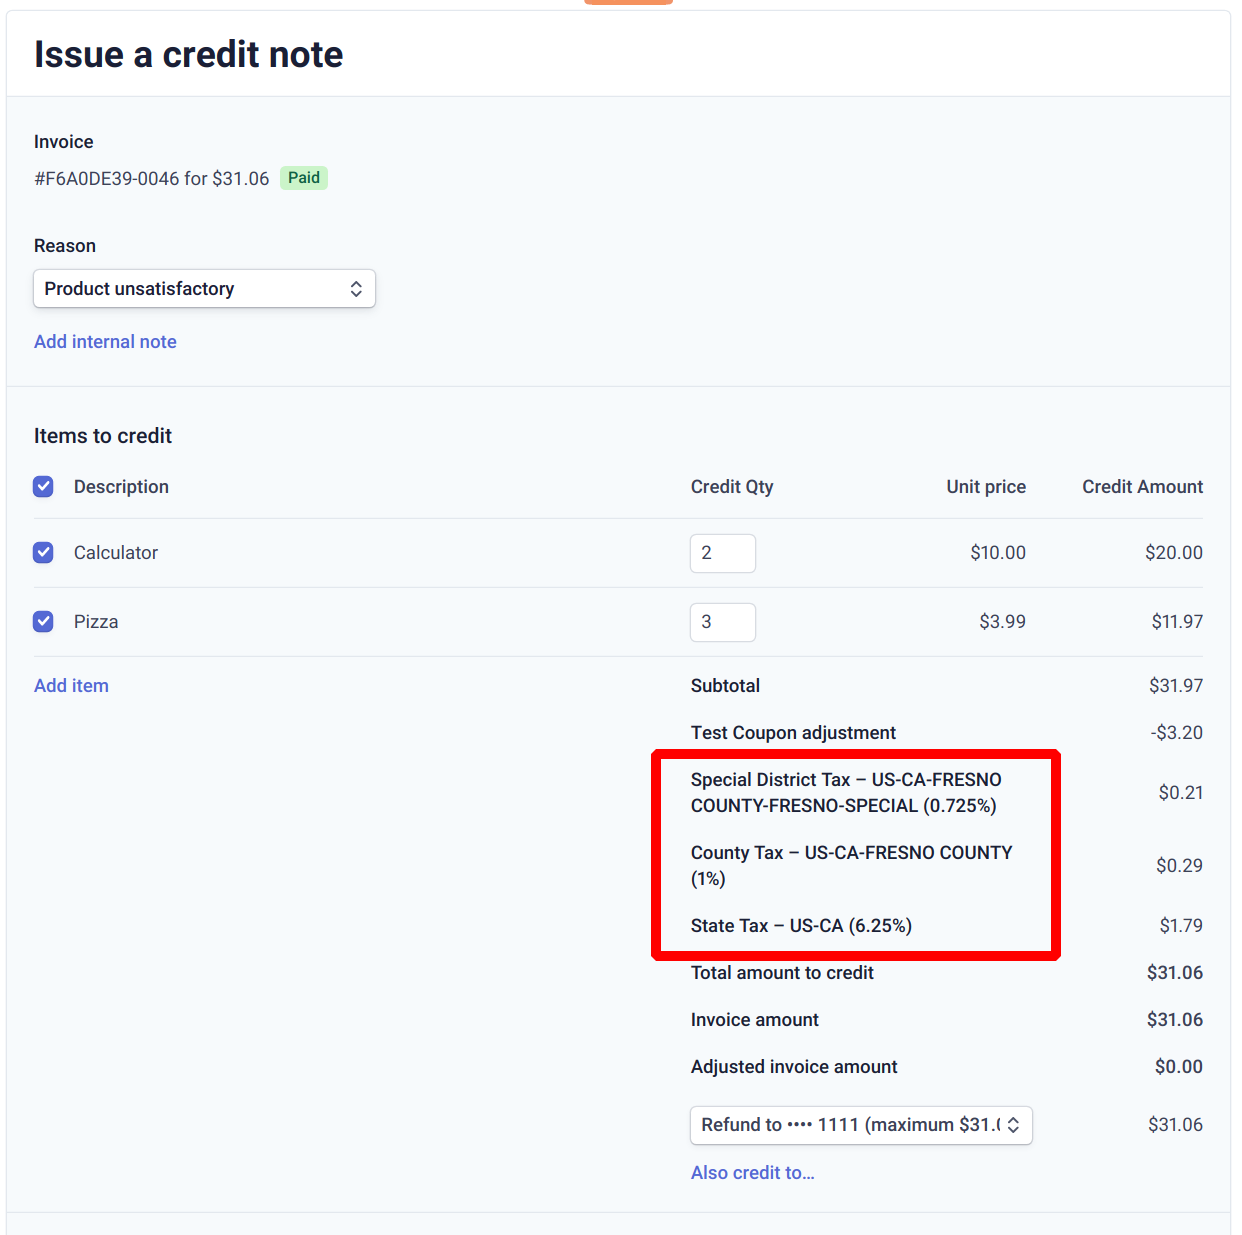 Issue a credit note
Invoice
#F6A0DE39-0046 for $31.06 Paid
Reason
Product unsatisfactory
Add internal note
Items to credit
Description Credit Qty Unit price Credit Amount
Calculator 2 $10.00 $20.00
Pizza 3 $3.99 $11.97
Add item Subtotal $31.97
Test Coupon adjustment -$3.20
Special District Tax – US-CA-FRESNO
COUNTY-FRESNO-SPECIAL (0.725%) $0.21
County Tax – US-CA-FRESNO COUNTY
(1%) $0.29
State Tax – US-CA (6.25%) $1.79
Total amount to credit $31.06
Invoice amount $31.06
Adjusted invoice amount $0.00
Refund to •••• 1111 (maximum $31.0 $31.06
Also credit to…